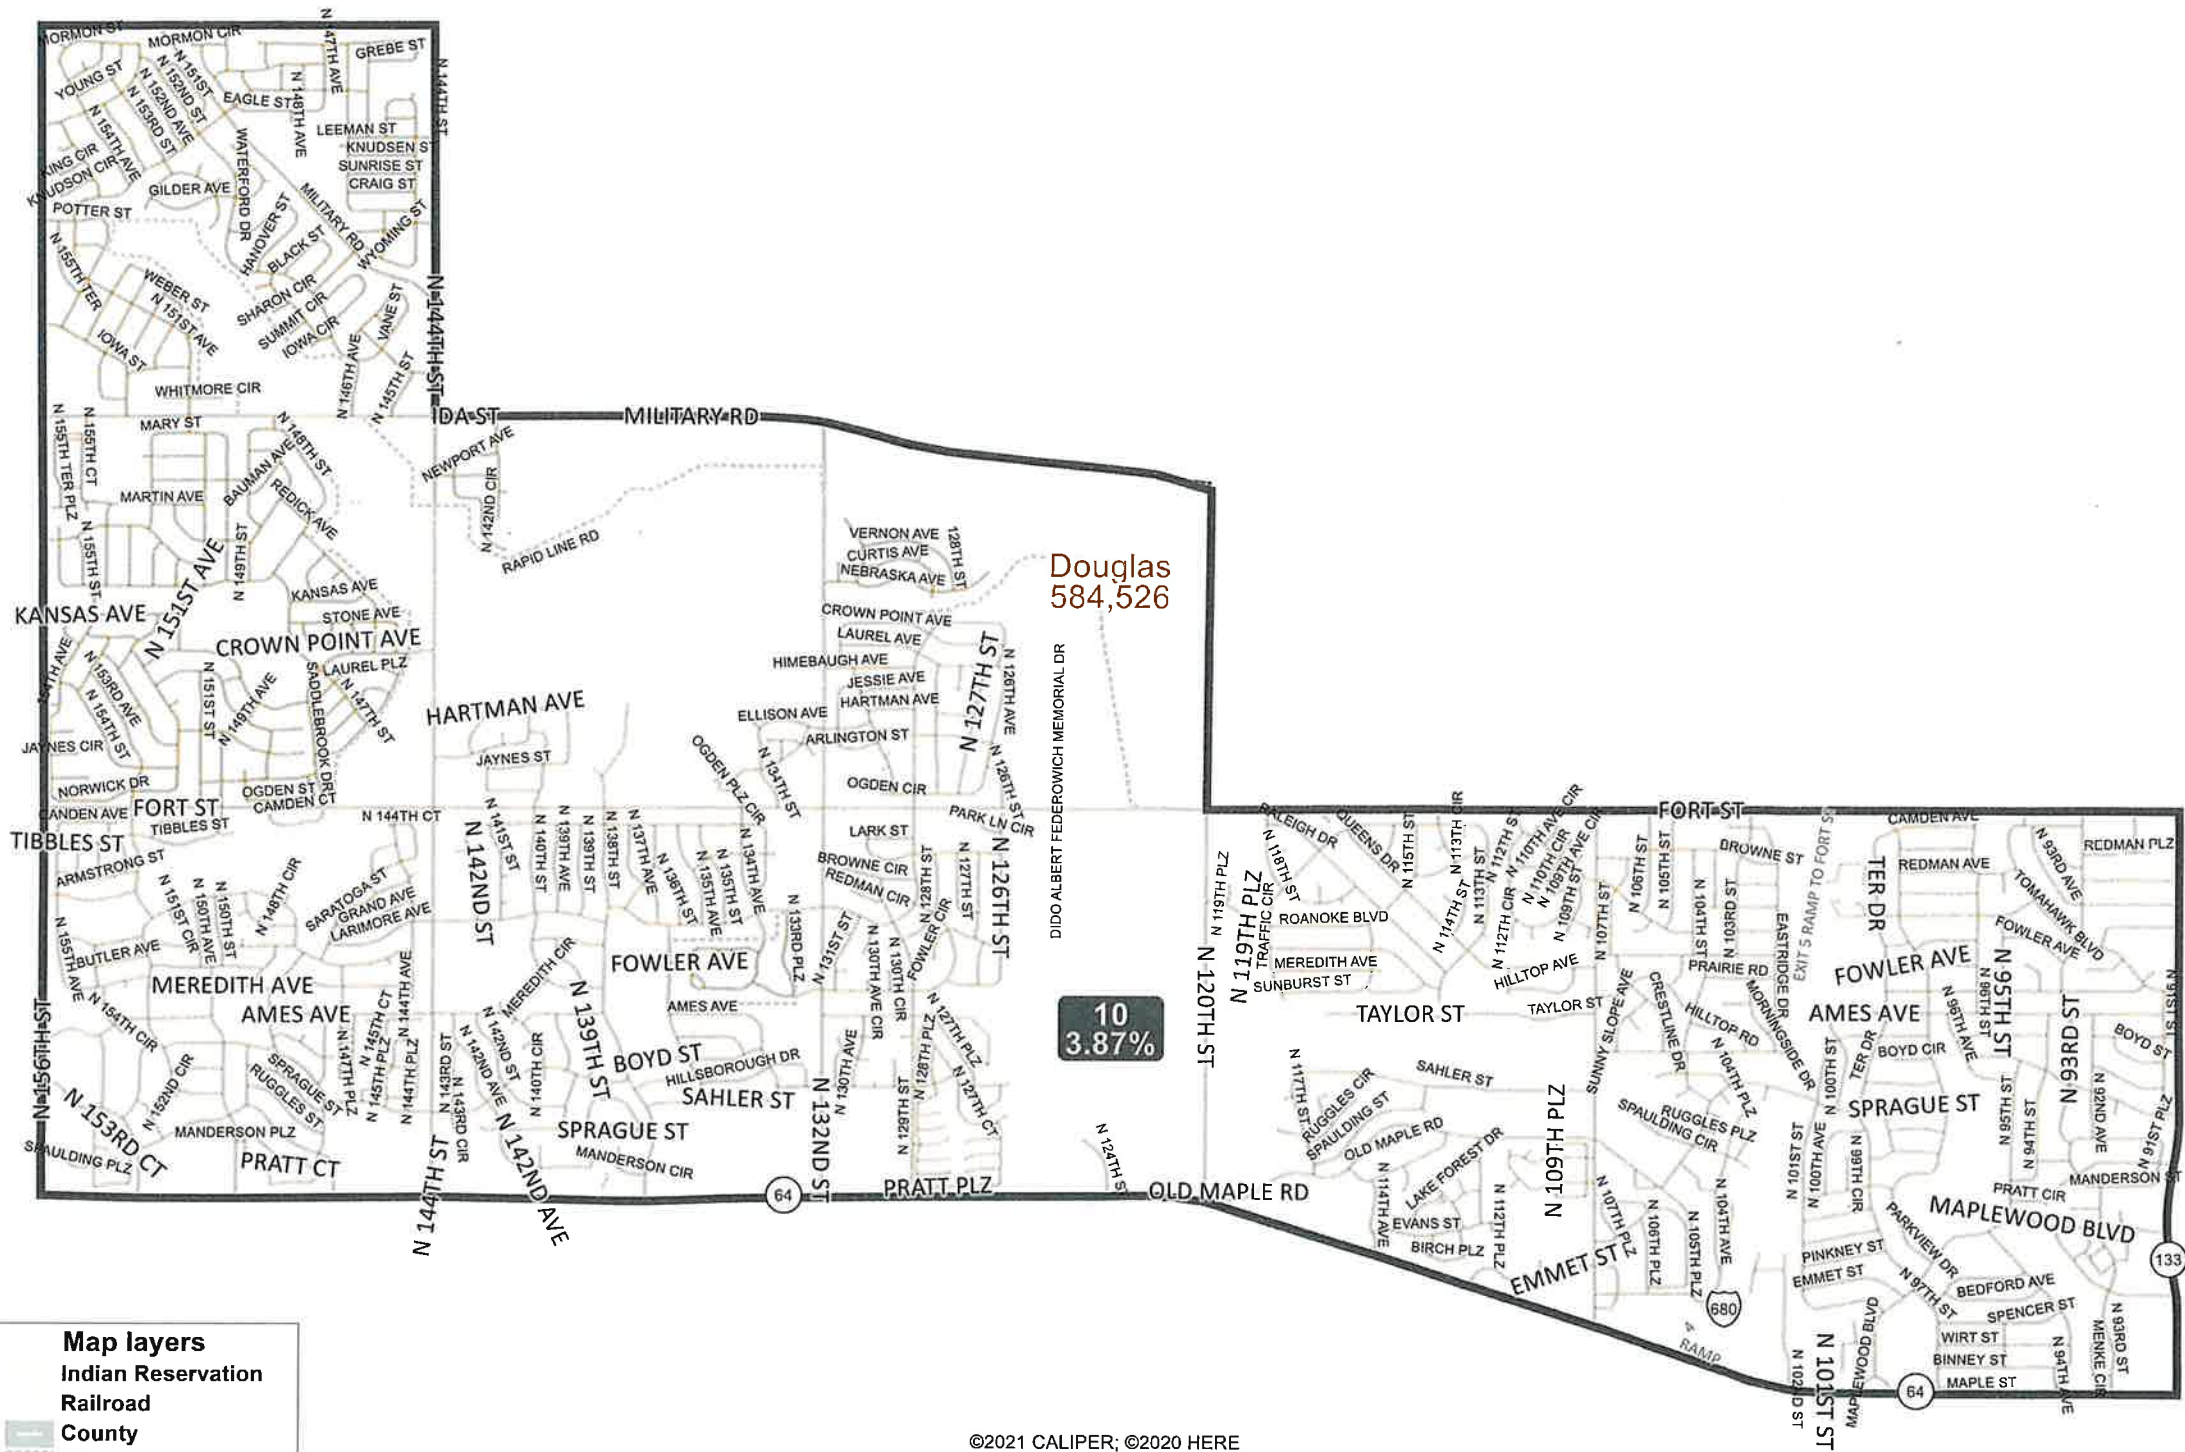 MORMON ST
MORMON CIR
N 147TH AVE
GREBE ST
N 144TH ST
YOUNG ST
N 151ST
N 152ND ST
N 152ND AVE
N 153RD ST
EAGLE ST
N 148TH AVE
N 154TH AVE
LEEMAN ST
KNUDSEN ST
SUNRISE ST
CRAIG ST
KING CIR
KNUDSON CIR
GILDER AVE
WATERFORD DR
MILITARY RD
WYOMING ST
POTTER ST
HANOVER ST
BLACK ST
N 155TH TER
WEBER ST
N 151ST AVE
SHARON CIR
SUMMIT CIR
IOWA CIR
VANE ST
N 144TH ST
IOWA ST
N 146TH AVE
N 145TH ST
WHITMORE CIR
IDA ST
MILITARY RD
MARY ST
N 155TH TER PLZ
N 155TH CT
N 148TH ST
BAUMAN AVE
REDICK AVE
MARTIN AVE
NEWPORT AVE
N 142ND CIR
RAPID LINE RD
N 155TH ST
N 151ST AVE
N 149TH ST
VERNON AVE
CURTIS AVE
NEBRASKA AVE
128TH ST
Douglas
584,526
KANSAS AVE
KANSAS AVE
STONE AVE
CROWN POINT AVE
CROWN POINT AVE
LAUREL AVE
HIMEBAUGH AVE
JESSIE AVE
HARTMAN AVE
N 127TH ST
N 126TH AVE
DIDO ALBERT FEDEROWICH MEMORIAL DR
LAUREL PLZ
N 153RD AVE
N 154TH ST
N 151ST ST
N 149TH AVE
SADDLEBROOK DR
N 147TH ST
HARTMAN AVE
ELLISON AVE
ARLINGTON ST
JAYNES CIR
JAYNES ST
OGDEN PLZ CIR
N 134TH ST
OGDEN CIR
N 126TH ST
NORWICK DR
OGDEN ST
CAMDEN CT
CANDEN AVE
FORT ST
TIBBLES ST
TIBBLES ST
N 144TH CT
PARK LN CIR
LARK ST
FORT ST
ARMSTRONG ST
N 142ND ST
N 141ST ST
N 140TH ST
N 139TH AVE
N 139TH ST
N 138TH ST
N 137TH AVE
N 136TH ST
N 135TH AVE
N 135TH ST
N 134TH AVE
N 133RD PLZ
BROWNE CIR
REDMAN CIR
N 128TH ST
N 127TH ST
N 126TH ST
N 155TH AVE
N 151ST CIR
N 150TH AVE
N 150TH ST
N 148TH CIR
SARATOGA ST
GRAND AVE
LARIMORE AVE
BUTLER AVE
MEREDITH AVE
AMES AVE
MEREDITH CIR
FOWLER AVE
AMES AVE
N 131ST ST
N 130TH AVE CIR
N 130TH CIR
FOWLER CIR
N 156TH ST
N 154TH CIR
N 153RD CT
N 152ND CIR
SPRAGUE ST
RUGGLES ST
N 147TH PLZ
N 145TH CT
N 145TH PLZ
N 144TH AVE
N 144TH PLZ
N 143RD ST
N 143RD CIR
N 142ND AVE
N 142ND ST
N 140TH CIR
N 139TH ST
BOYD ST
HILLSBOROUGH DR
SAHLER ST
N 130TH AVE
N 132ND ST
N 129TH ST
N 128TH PLZ
N 127TH PLZ
N 127TH CT
MANDERSON PLZ
SPAULDING PLZ
PRATT CT
N 144TH ST
N 142ND AVE
SPRAGUE ST
MANDERSON CIR
64
PRATT PLZ
N 124TH ST
OLD MAPLE RD
10
3.87%
N 120TH ST
N 119TH PLZ
N 119TH PLZ
TRAFFIC CIR
N 118TH ST
RALEIGH DR
QUEENS DR
N 115TH ST
N 113TH CIR
N 114TH ST
N 113TH ST
N 112TH ST
N 112TH CIR
N 110TH AVE CIR
N 110TH CIR
N 109TH AVE CIR
N 109TH ST
N 107TH ST
N 106TH ST
N 105TH ST
N 104TH ST
N 103RD ST
BROWNE ST
EASTRIDGE DR
EXIT 5 RAMP TO FORT S
TER DR
CAMDEN AVE
REDMAN AVE
N 93RD AVE
REDMAN PLZ
TOMAHAWK BLVD
FOWLER AVE
ROANOKE BLVD
MEREDITH AVE
SUNBURST ST
TAYLOR ST
HILLTOP AVE
TAYLOR ST
SUNNY SLOPE AVE
CRESTLINE DR
PRAIRIE RD
HILLTOP RD
MORNINGSIDE DR
FOWLER AVE
AMES AVE
BOYD CIR
TER DR
N 96TH ST
N 96TH AVE
N 95TH ST
N 93RD ST
N 91ST ST
BOYD ST
N 117TH ST
RUGGLES CIR
SPAULDING ST
SAHLER ST
OLD MAPLE RD
LAKE FOREST DR
N 109TH PLZ
N 104TH PLZ
RUGGLES PLZ
SPAULDING CIR
N 100TH ST
SPRAGUE ST
N 95TH ST
N 94TH ST
N 92ND AVE
N 91ST PLZ
N 114TH AVE
EVANS ST
BIRCH PLZ
N 112TH PLZ
EMMET ST
N 107TH PLZ
N 106TH PLZ
N 105TH PLZ
N 104TH AVE
N 101ST ST
N 100TH AVE
N 99TH CIR
PRATT CIR
MANDERSON ST
MAPLEWOOD BLVD
133
PINKNEY ST
EMMET ST
PARKVIEW DR
N 97TH ST
BEDFORD AVE
SPENCER ST
680
4
RAMP
N 102ND ST
N 101ST ST
MAPLEWOOD BLVD
WIRT ST
BINNEY ST
MAPLE ST
64
N 94TH AVE
MENKE CIR
N 93RD ST
Map layers
Indian Reservation
Railroad
County
©2021 CALIPER; ©2020 HERE